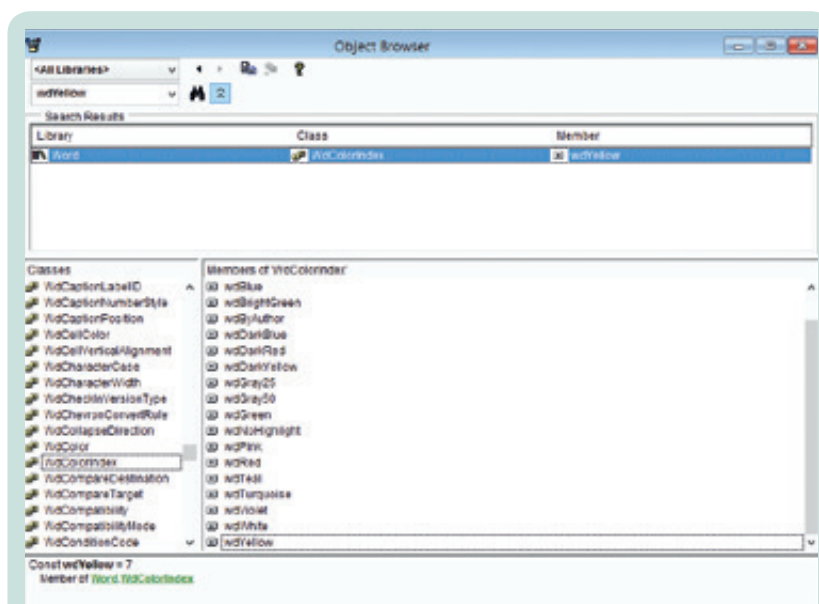 Object Browser
<All Libraries>
wdYellow
Search Results
Library Class Member
Word WdColorIndex wdYellow
Classes Members of 'WdColorIndex'
WdCaptionLabelID wdBlue
WdCaptionNumberStyle wdBrightGreen
WdCaptionPosition wdByAuthor
WdCellColor wdDarkBlue
WdCellVerticalAlignment wdDarkRed
WdCharacterCase wdDarkYellow
WdCharacterWidth wdGray25
WdCheckInVersionType wdGray50
WdChevronConvertRule wdGreen
WdCollapseDirection wdNoHighlight
WdColor wdPink
WdColorIndex wdRed
WdCompareDestination wdTeal
WdCompareTarget wdTurquoise
WdCompatibility wdViolet
WdCompatibilityMode wdWhite
WdConditionCode wdYellow
Const wdYellow = 7
Member of Word.WdColorIndex